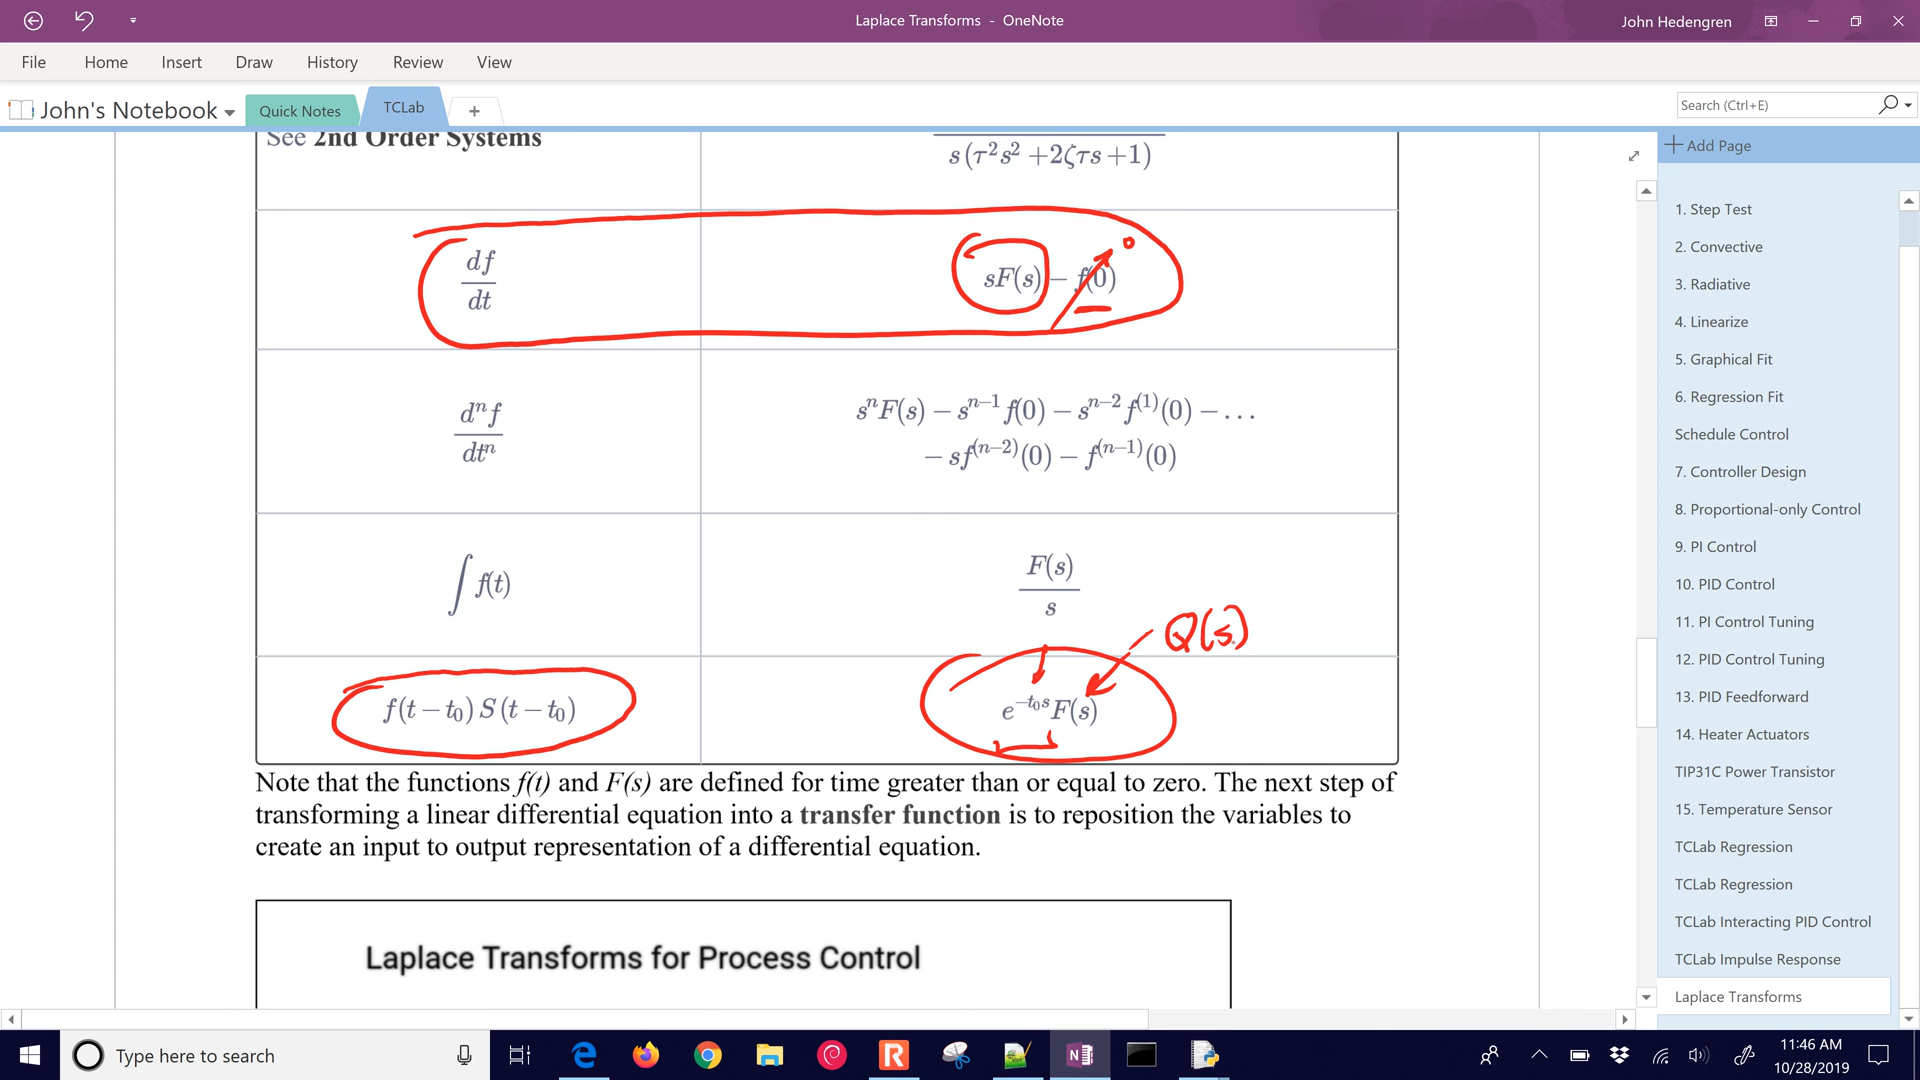 Laplace Transforms - OneNote
John Hedengren
File Home Insert Draw History Review View
John's Notebook Quick Notes TCLab +
Search (Ctrl+E)
See 2nd Order Systems
s(τ²s² +2ζτs+1)
df/dt
sF(s) − f(0)
0
dⁿf/dtⁿ
sⁿF(s) − sⁿ⁻¹f(0) − sⁿ⁻²f⁽¹⁾(0) − …
− sf⁽ⁿ⁻²⁾(0) − f⁽ⁿ⁻¹⁾(0)
∫ f(t)
F(s)/s
Q(s)
f(t − t₀) S(t − t₀)
e^{−t₀s}F(s)
Note that the functions f(t) and F(s) are defined for time greater than or equal to zero. The next step of
transforming a linear differential equation into a transfer function is to reposition the variables to
create an input to output representation of a differential equation.
Laplace Transforms for Process Control
Add Page
1. Step Test
2. Convective
3. Radiative
4. Linearize
5. Graphical Fit
6. Regression Fit
Schedule Control
7. Controller Design
8. Proportional-only Control
9. PI Control
10. PID Control
11. PI Control Tuning
12. PID Control Tuning
13. PID Feedforward
14. Heater Actuators
TIP31C Power Transistor
15. Temperature Sensor
TCLab Regression
TCLab Regression
TCLab Interacting PID Control
TCLab Impulse Response
Laplace Transforms
Type here to search
11:46 AM
10/28/2019